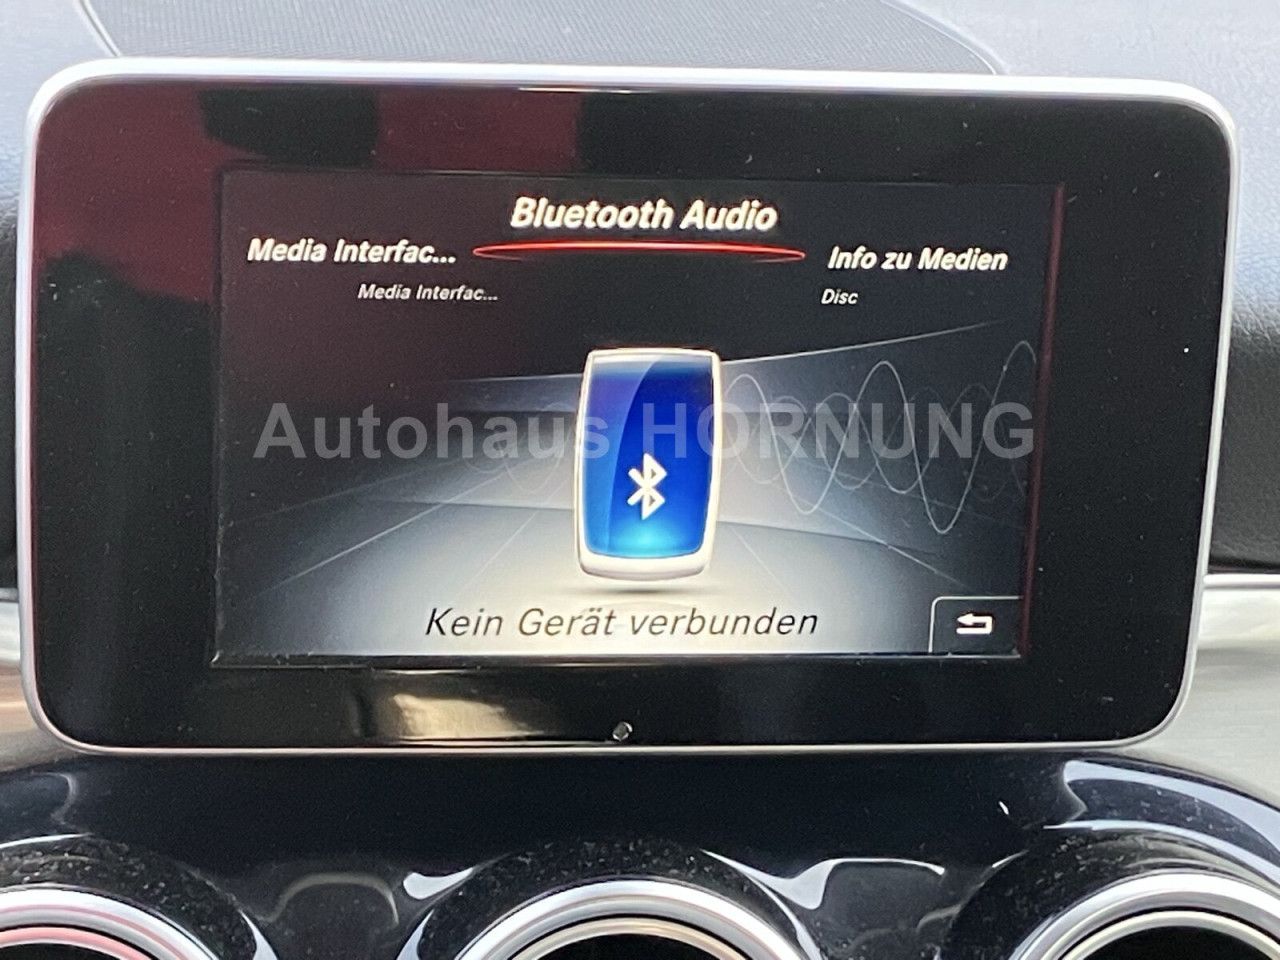 Bluetooth Audio
Media Interfac...
Info zu Medien
Media Interfac...
Disc
Autohaus HORNUNG
Kein Gerät verbunden